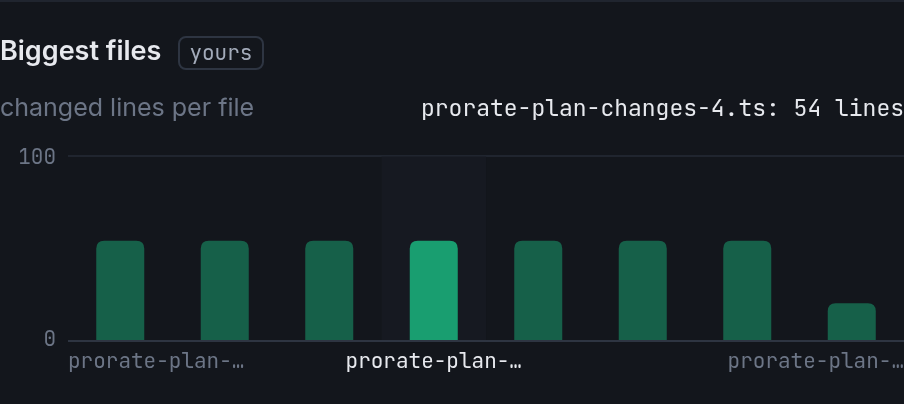 Biggest files yours
changed lines per file prorate-plan-changes-4.ts: 54 lines
100
0
prorate-plan-… prorate-plan-… prorate-plan-…